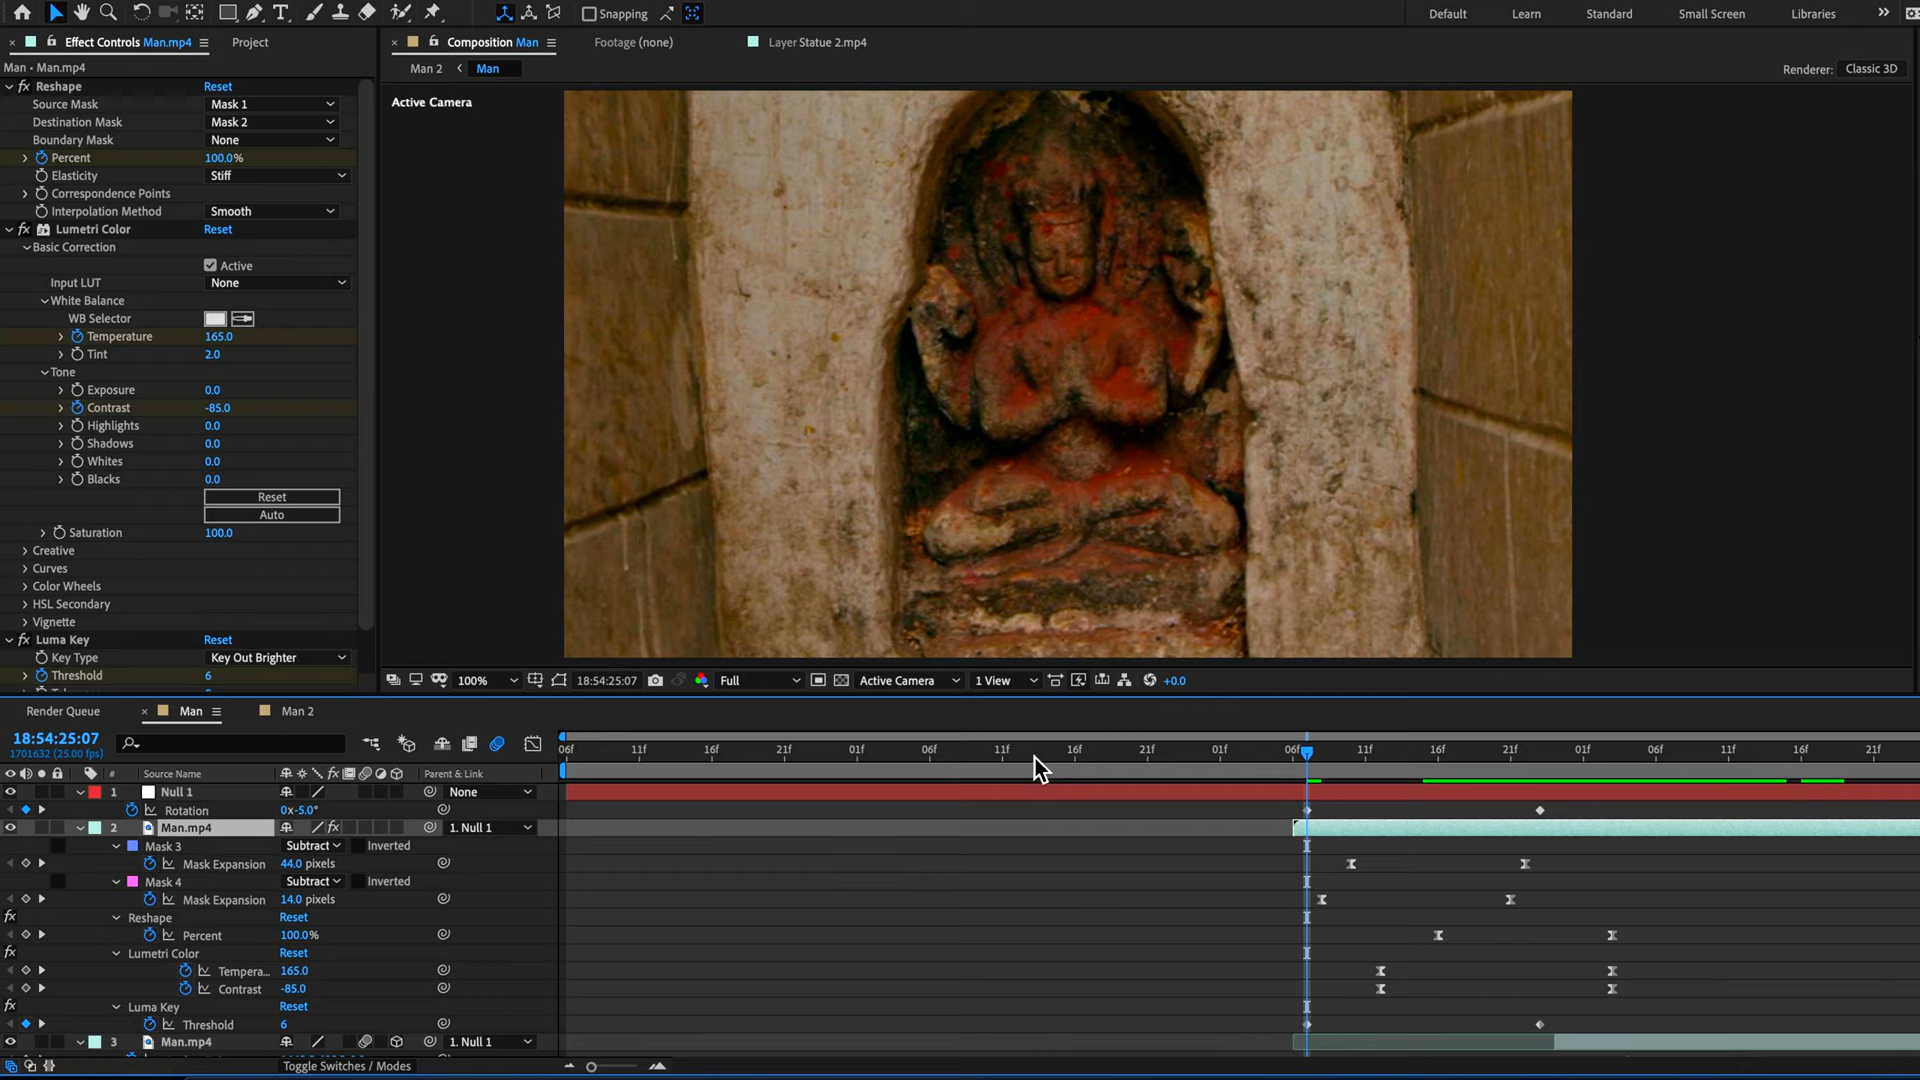 Snapping
Default
Learn
Standard
Small Screen
Libraries
Effect Controls Man.mp4
Project
Composition Man
Footage (none)
Layer Statue 2.mp4
Man • Man.mp4
Man 2
Man
Renderer:
Classic 3D
fx Reshape
Reset
Source Mask
Mask 1
Destination Mask
Mask 2
Boundary Mask
None
Percent
100.0%
Elasticity
Stiff
Correspondence Points
Interpolation Method
Smooth
fx Lumetri Color
Reset
Basic Correction
Active
Input LUT
None
White Balance
WB Selector
Temperature
165.0
Tint
2.0
Tone
Exposure
0.0
Contrast
-85.0
Highlights
0.0
Shadows
0.0
Whites
0.0
Blacks
0.0
Reset
Auto
Saturation
100.0
Creative
Curves
Color Wheels
HSL Secondary
Vignette
fx Luma Key
Reset
Key Type
Key Out Brighter
Threshold
6
Active Camera
100%
18:54:25:07
Full
Active Camera
1 View
+0.0
Render Queue
Man
Man 2
18:54:25:07
1701632 (25.00 fps)
06f 11f 16f 21f 01f 06f 11f 16f 21f 01f 06f 11f 16f 21f 01f 06f 11f 16f 21f
# Source Name
fx
Parent & Link
1 Null 1
None
Rotation
0x-5.0°
2 Man.mp4
fx
1. Null 1
Mask 3
Subtract
Inverted
Mask Expansion
44.0 pixels
Mask 4
Subtract
Inverted
Mask Expansion
14.0 pixels
fx Reshape
Reset
Percent
100.0%
fx Lumetri Color
Reset
Tempera...
165.0
Contrast
-85.0
fx Luma Key
Reset
Threshold
6
3 Man.mp4
1. Null 1
Toggle Switches / Modes